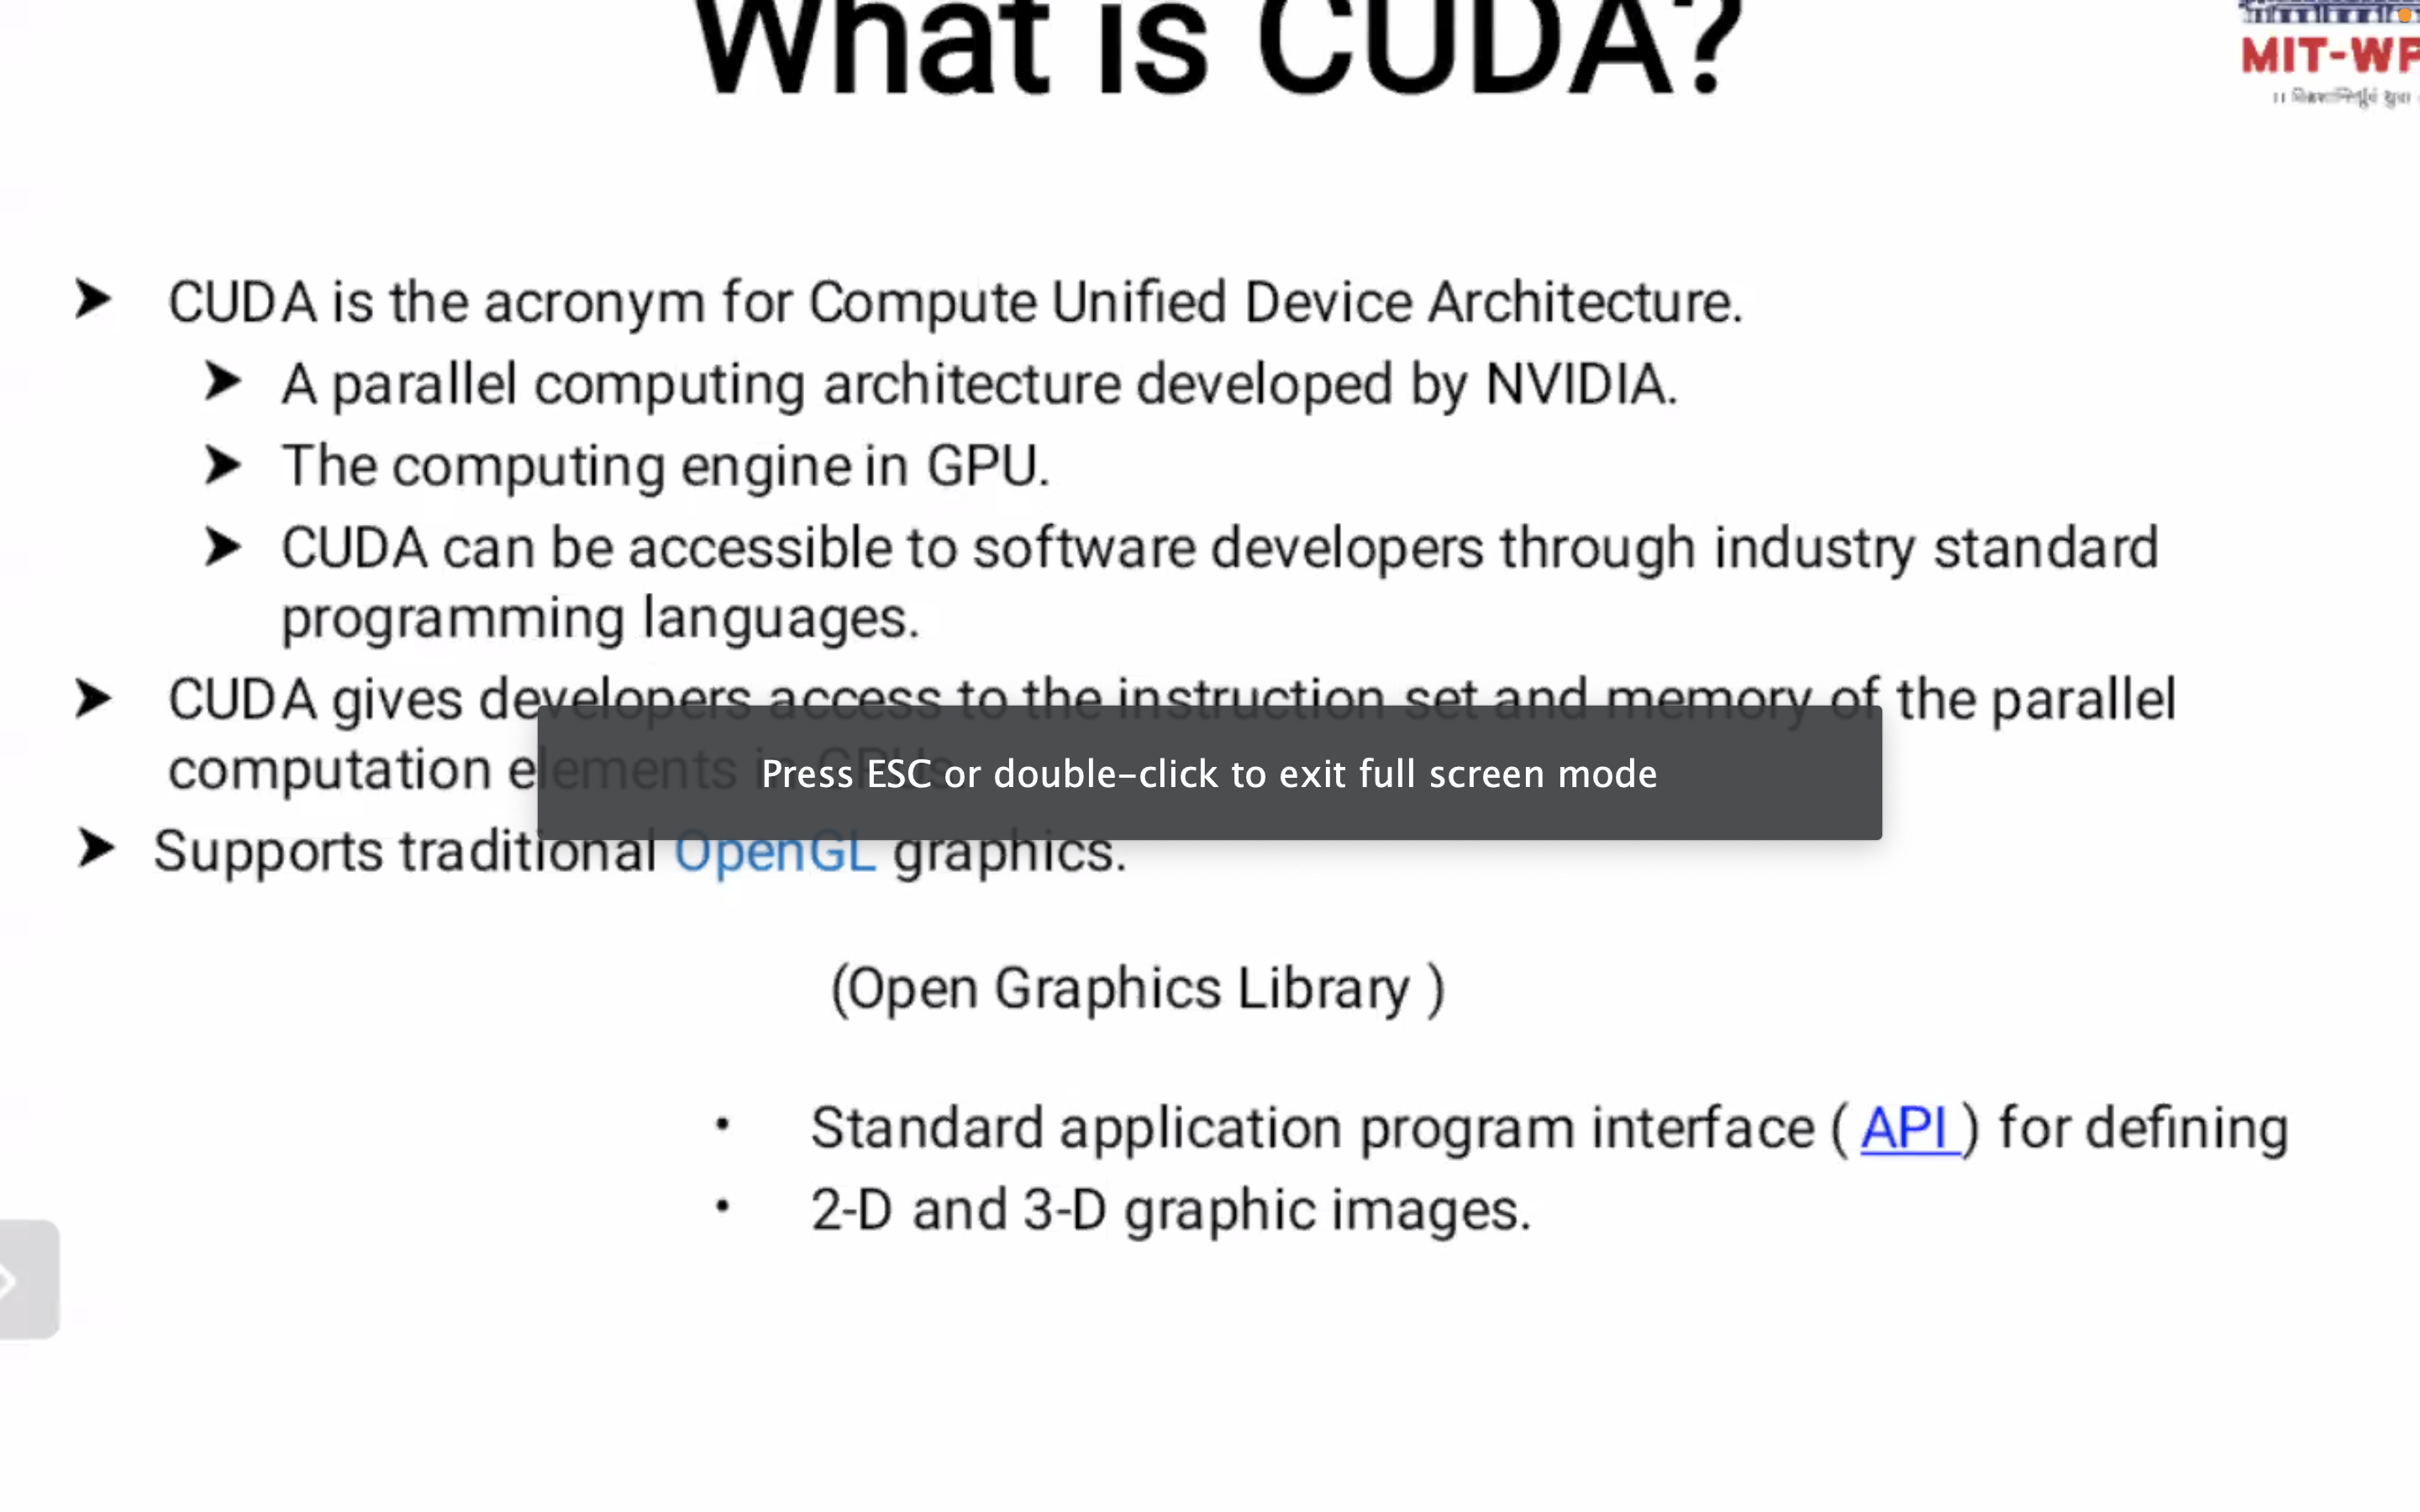 What is CUDA?
MIT-WP
➤ CUDA is the acronym for Compute Unified Device Architecture.
➤ A parallel computing architecture developed by NVIDIA.
➤ The computing engine in GPU.
➤ CUDA can be accessible to software developers through industry standard
programming languages.
➤ CUDA gives developers access to the instruction set and memory of the parallel
computation elements in GPUs
Press ESC or double-click to exit full screen mode
➤ Supports traditional OpenGL graphics.
(Open Graphics Library )
• Standard application program interface ( API ) for defining
• 2-D and 3-D graphic images.